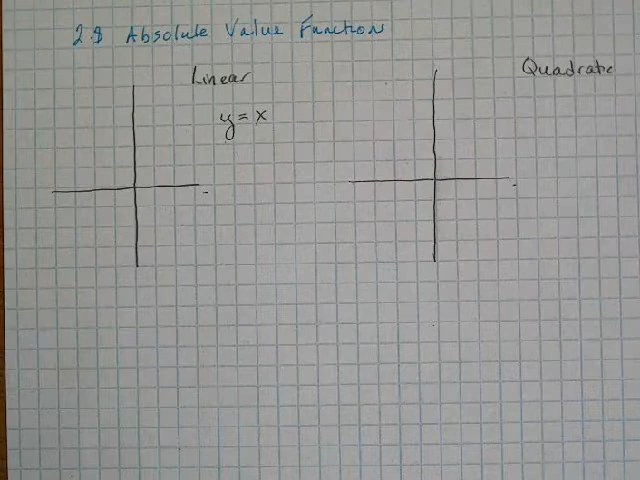 2.8 Absolute Value Function
Linear
Quadratic
y = x